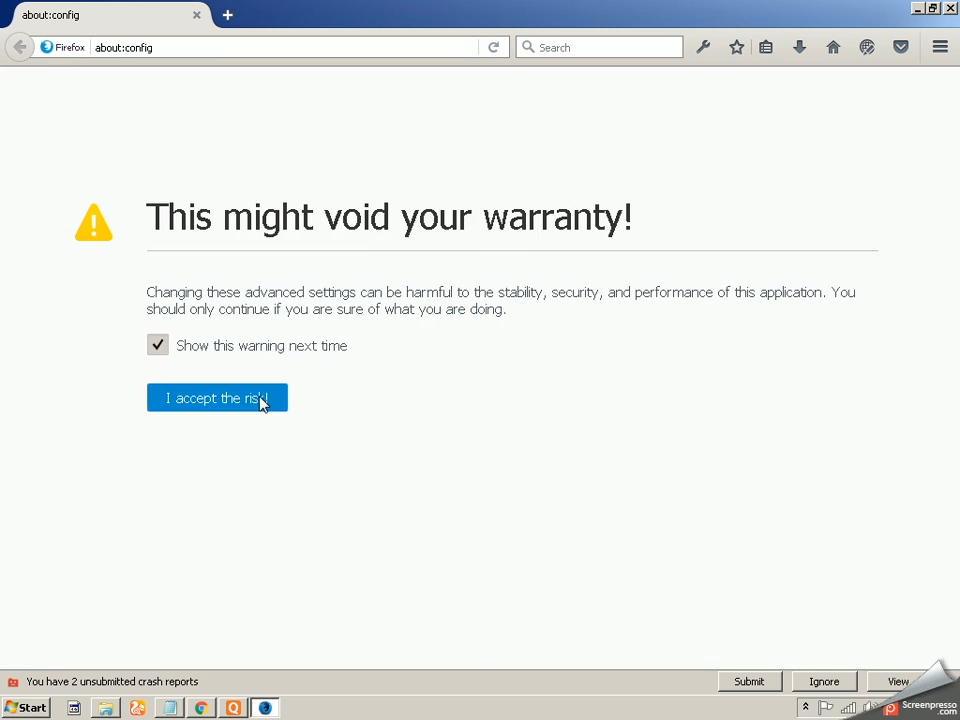 about:config
Firefox
about:config
Search
This might void your warranty!
Changing these advanced settings can be harmful to the stability, security, and performance of this application. You
should only continue if you are sure of what you are doing.
Show this warning next time
I accept the risk!
You have 2 unsubmitted crash reports
Submit
Ignore
View
Start
Screenpresso
.com